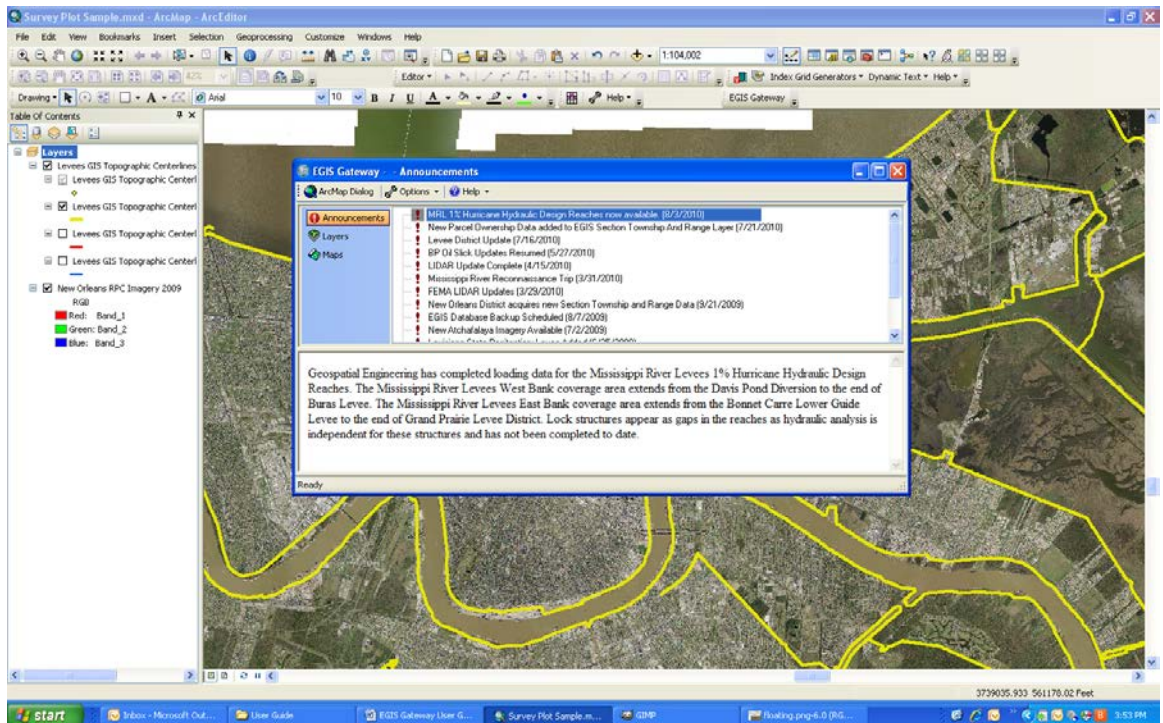 Survey Plot Sample.mxd - ArcMap - ArcEditor
File Edit View Bookmarks Insert Selection Geoprocessing Customize Windows Help
1:104,002
42% Editor Index Grid Generators Dynamic Text Help
Drawing A Arial 10 B I U A Help EGIS Gateway
Table Of Contents
Layers
Levees GIS Topographic Centerlines
Levees GIS Topographic Centerl
Levees GIS Topographic Centerl
Levees GIS Topographic Centerl
Levees GIS Topographic Centerl
New Orleans RPC Imagery 2009
RGB
Red: Band_1
Green: Band_2
Blue: Band_3
EGIS Gateway - - Announcements
ArcMap Dialog Options Help
Announcements
Layers
Maps
MRL 1% Hurricane Hydraulic Design Reaches now available. (8/3/2010)
New Parcel Ownership Data added to EGIS Section Township And Range Layer (7/21/2010)
Levee District Update (7/16/2010)
BP Oil Slick Updates Resumed (5/27/2010)
LIDAR Update Complete (4/15/2010)
Mississippi River Reconnaissance Trip (3/31/2010)
FEMA LIDAR Updates (3/29/2010)
New Orleans District acquires new Section Township and Range Data (9/21/2009)
EGIS Database Backup Scheduled (8/7/2009)
New Atchafalaya Imagery Available (7/2/2009)
Geospatial Engineering has completed loading data for the Mississippi River Levees 1% Hurricane Hydraulic Design
Reaches. The Mississippi River Levees West Bank coverage area extends from the Davis Pond Diversion to the end of
Buras Levee. The Mississippi River Levees East Bank coverage area extends from the Bonnet Carre Lower Guide
Levee to the end of Grand Prairie Levee District. Lock structures appear as gaps in the reaches as hydraulic analysis is
independent for these structures and has not been completed to date.
Ready
3739035.933 561178.02 Feet
start Inbox - Microsoft Out... User Guide EGIS Gateway User G... Survey Plot Sample.m... GIMP floating.png-6.0 (RG... 3:53 PM